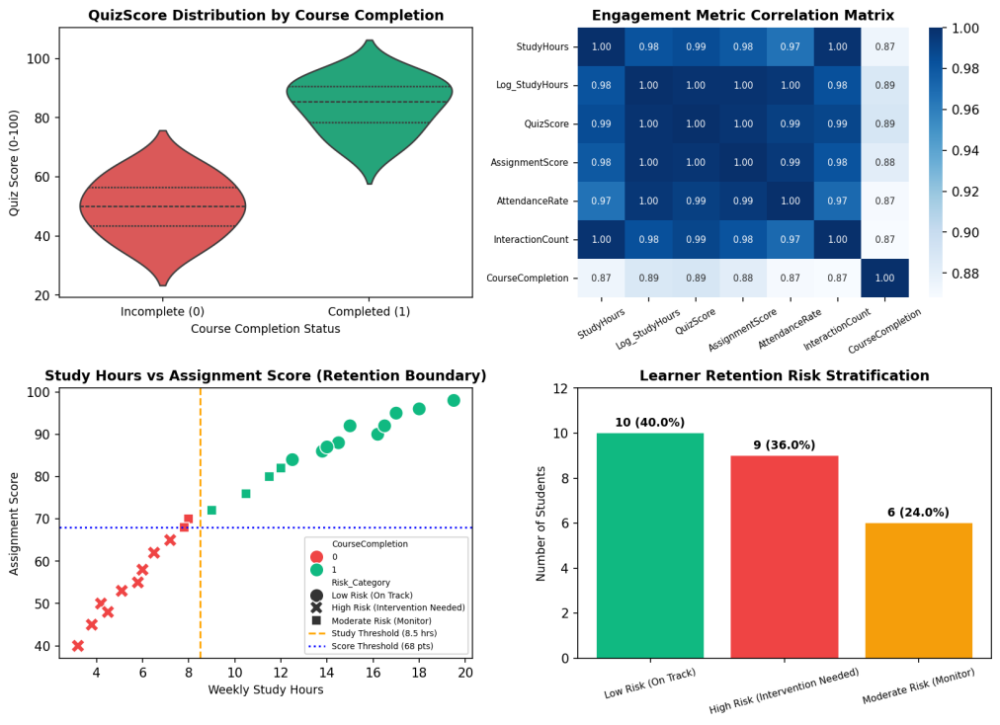 QuizScore Distribution by Course Completion
Quiz Score (0-100)
100
80
60
40
20
Incomplete (0) Completed (1)
Course Completion Status
Engagement Metric Correlation Matrix
StudyHours 1.00 0.98 0.99 0.98 0.97 1.00 0.87
Log_StudyHours 0.98 1.00 1.00 1.00 1.00 0.98 0.89
QuizScore 0.99 1.00 1.00 1.00 0.99 0.99 0.89
AssignmentScore 0.98 1.00 1.00 1.00 0.99 0.98 0.88
AttendanceRate 0.97 1.00 0.99 0.99 1.00 0.97 0.87
InteractionCount 1.00 0.98 0.99 0.98 0.97 1.00 0.87
CourseCompletion 0.87 0.89 0.89 0.88 0.87 0.87 1.00
StudyHours Log_StudyHours QuizScore AssignmentScore AttendanceRate InteractionCount CourseCompletion
1.00
0.98
0.96
0.94
0.92
0.90
0.88
Study Hours vs Assignment Score (Retention Boundary)
Assignment Score
100
90
80
70
60
50
40
4 6 8 10 12 14 16 18 20
Weekly Study Hours
CourseCompletion
0
1
Risk_Category
Low Risk (On Track)
High Risk (Intervention Needed)
Moderate Risk (Monitor)
Study Threshold (8.5 hrs)
Score Threshold (68 pts)
Learner Retention Risk Stratification
Number of Students
12
10
8
6
4
2
0
10 (40.0%)
9 (36.0%)
6 (24.0%)
Low Risk (On Track) High Risk (Intervention Needed) Moderate Risk (Monitor)